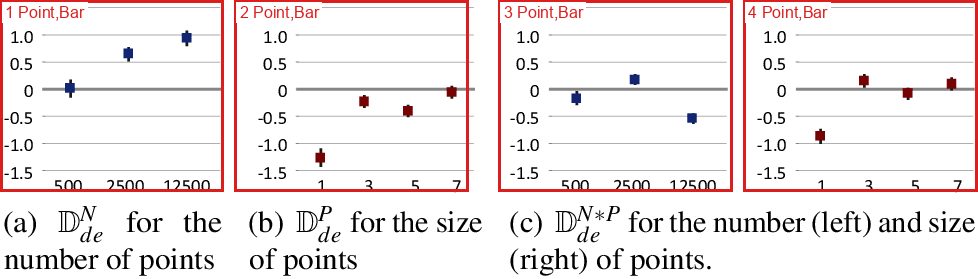 1 Point,Bar
1.0
0.5
0
-0.5
-1.0
-1.5
500 2500 12500
2 Point,Bar
1.0
0.5
0
-0.5
-1.0
-1.5
1 3 5 7
3 Point,Bar
1.0
0.5
0
-0.5
-1.0
-1.5
500 2500 12500
4 Point,Bar
1.0
0.5
0
-0.5
-1.0
-1.5
1 3 5 7
(a) 𝔻^N_de for the
number of points
(b) 𝔻^P_de for the size
of points
(c) 𝔻^{N*P}_de for the number (left) and size
(right) of points.